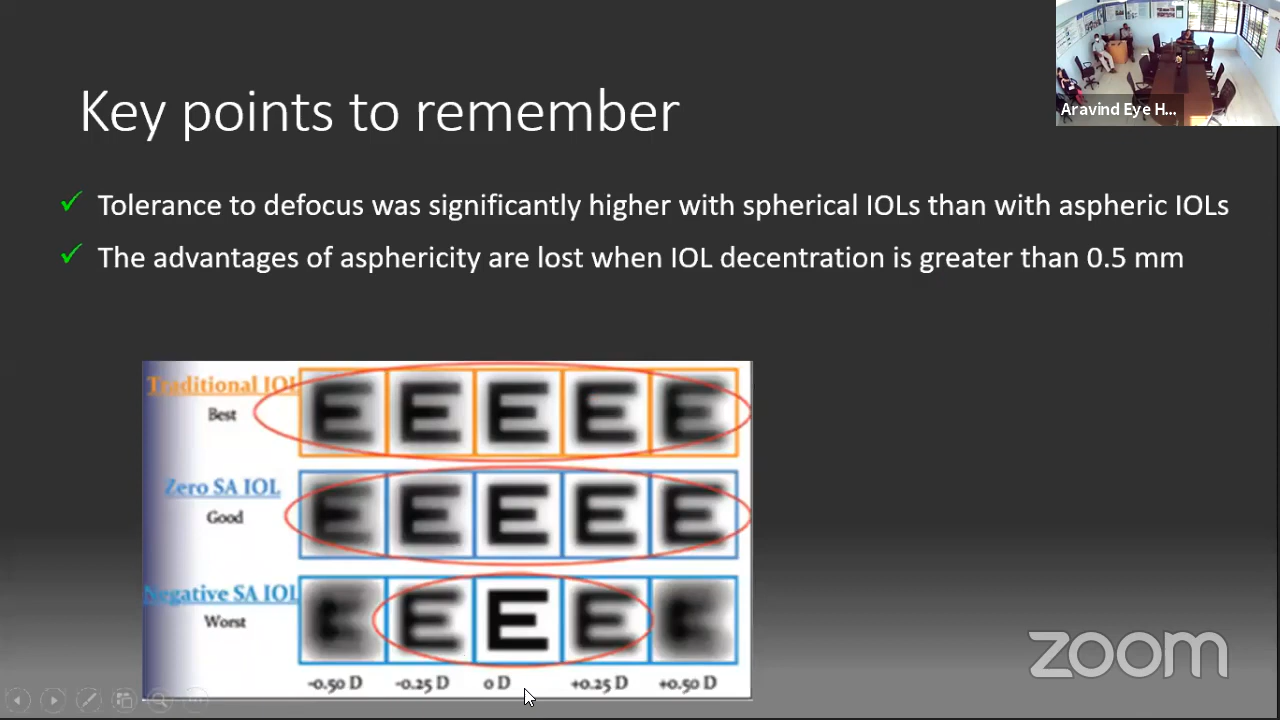 Aravind Eye H...
Key points to remember
✓ Tolerance to defocus was significantly higher with spherical IOLs than with aspheric IOLs
✓ The advantages of asphericity are lost when IOL decentration is greater than 0.5 mm
Traditional IOL
Best
Zero SA IOL
Good
Negative SA IOL
Worst
E E E E E
E E E E E
E E E E E
-0.50 D -0.25 D 0 D +0.25 D +0.50 D
zoom